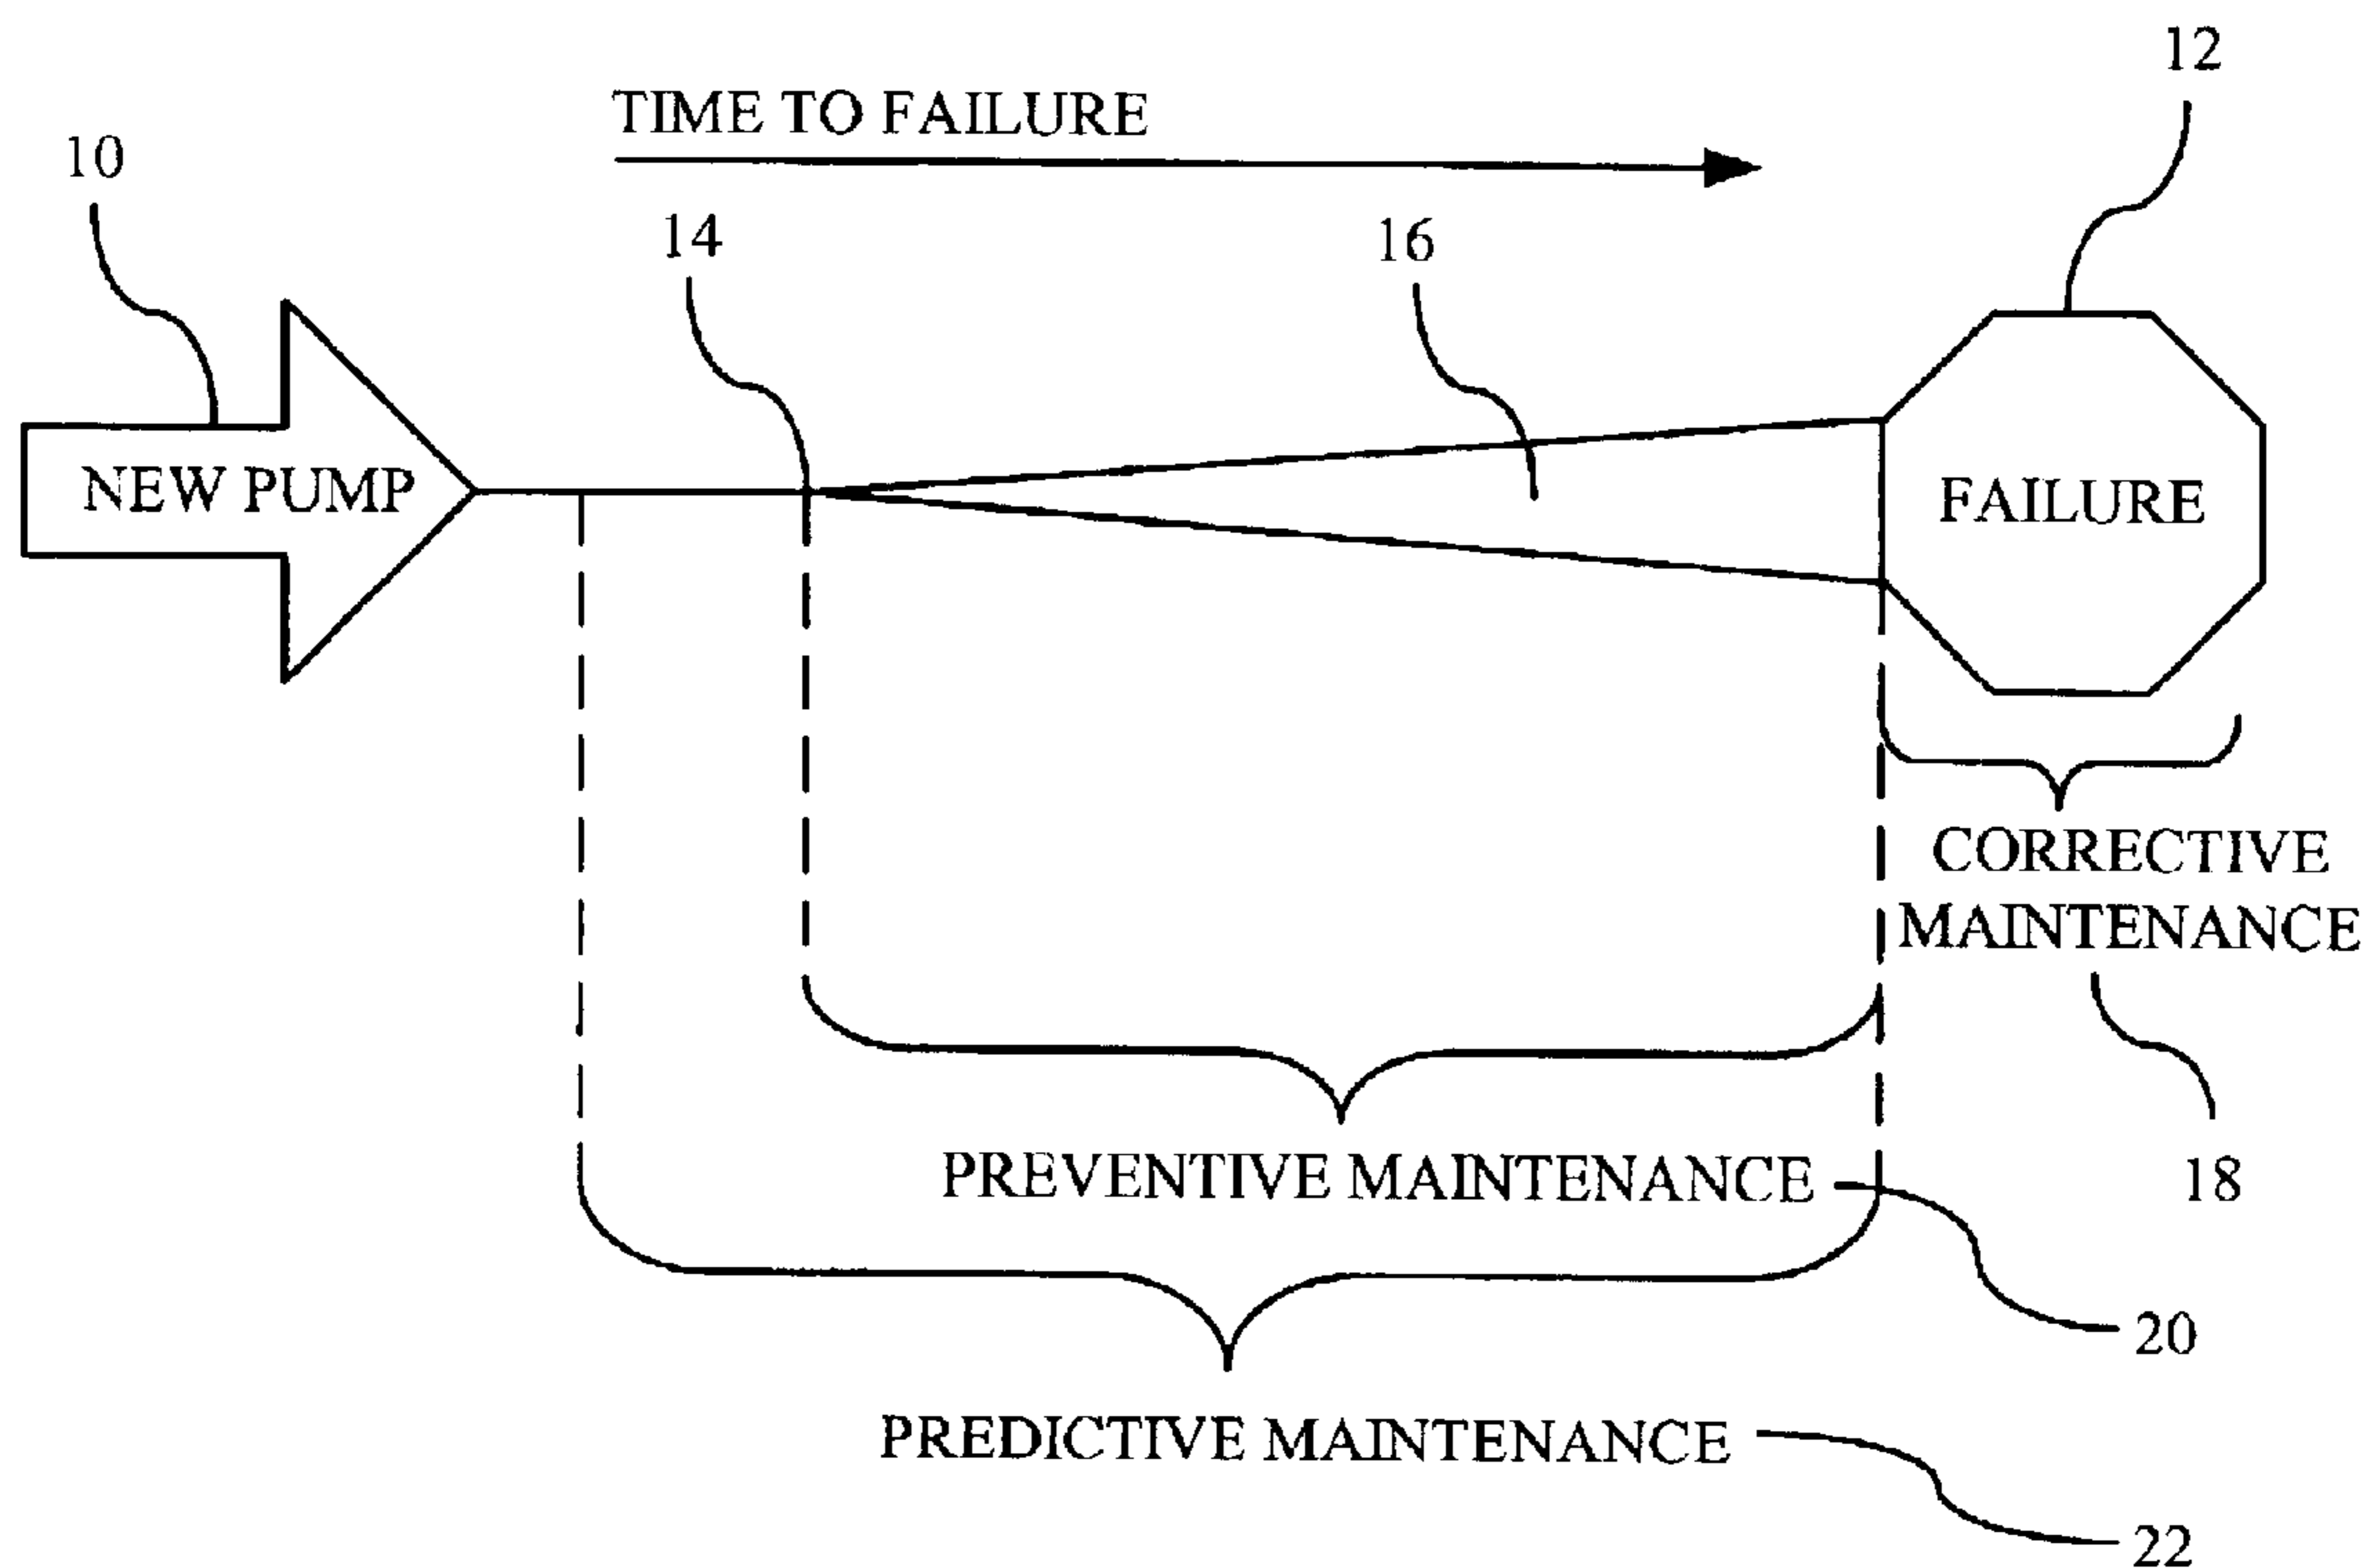 12
TIME TO FAILURE
10
14
16
NEW PUMP
FAILURE
CORRECTIVE
MAINTENANCE
PREVENTIVE MAINTENANCE
18
20
PREDICTIVE MAINTENANCE
22